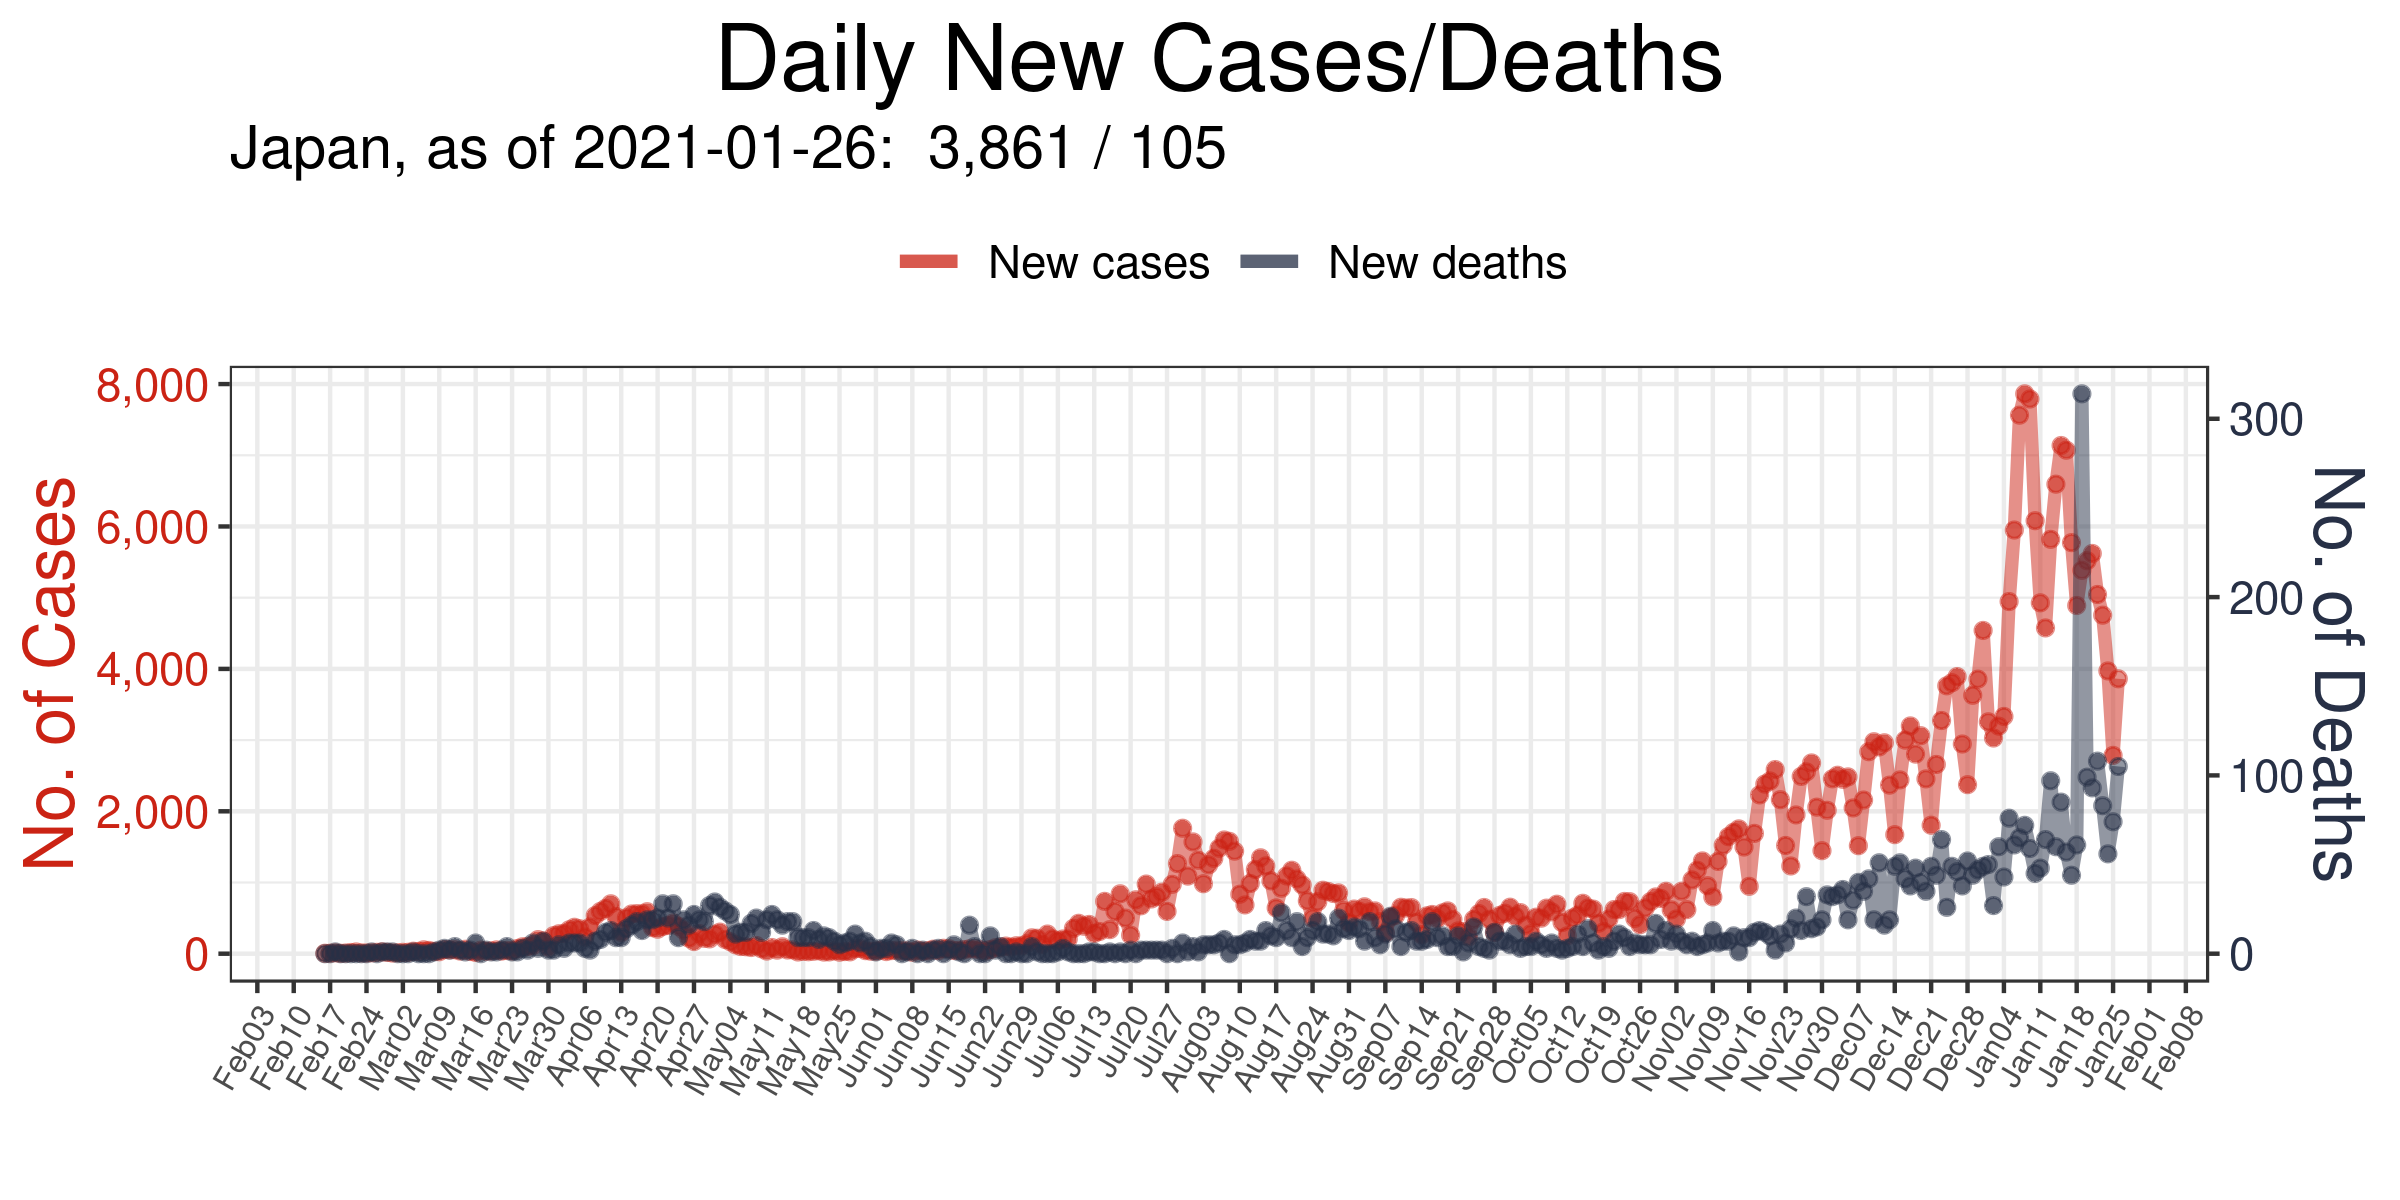 Daily New Cases/Deaths
Japan, as of 2021-01-26: 3,861 / 105
New cases
New deaths
No. of Cases
8,000
6,000
4,000
2,000
0
300
200
100
0
No. of Deaths
Feb03
Feb10
Feb17
Feb24
Mar02
Mar09
Mar16
Mar23
Mar30
Apr06
Apr13
Apr20
Apr27
May04
May11
May18
May25
Jun01
Jun08
Jun15
Jun22
Jun29
Jul06
Jul13
Jul20
Jul27
Aug03
Aug10
Aug17
Aug24
Aug31
Sep07
Sep14
Sep21
Sep28
Oct05
Oct12
Oct19
Oct26
Nov02
Nov09
Nov16
Nov23
Nov30
Dec07
Dec14
Dec21
Dec28
Jan04
Jan11
Jan18
Jan25
Feb01
Feb08